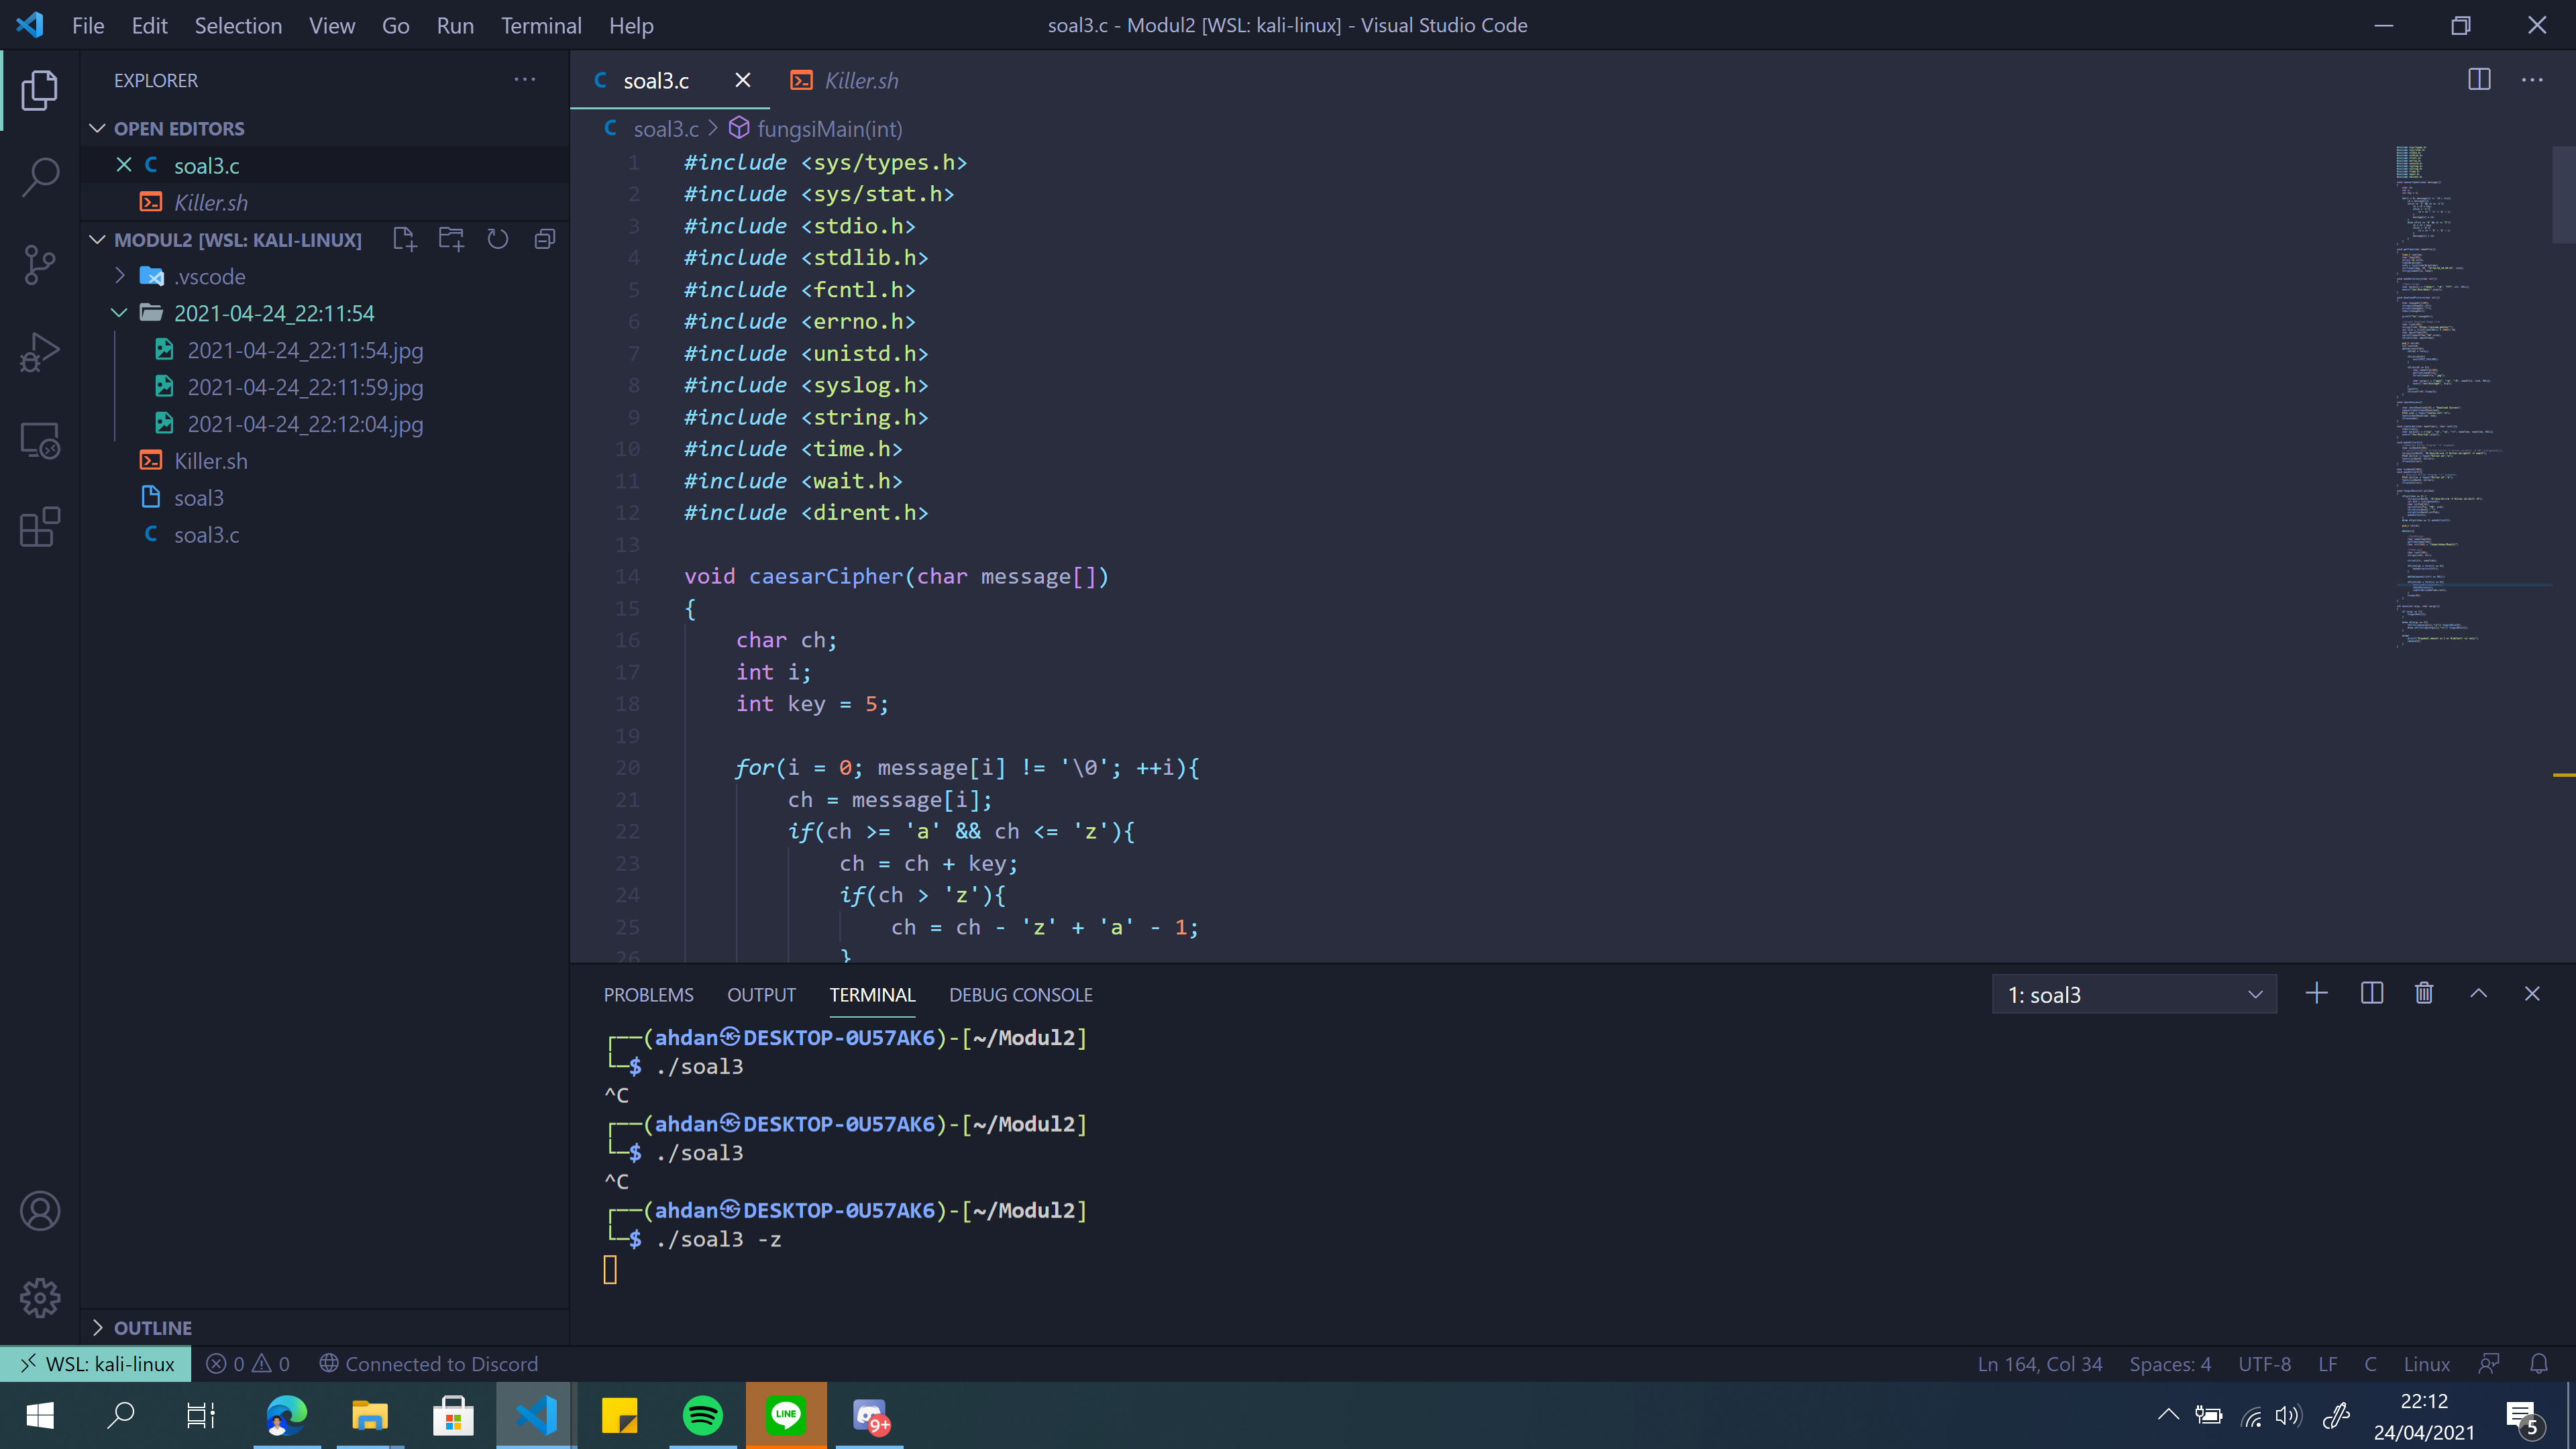 File Edit Selection View Go Run Terminal Help
soal3.c - Modul2 [WSL: kali-linux] - Visual Studio Code
EXPLORER
OPEN EDITORS
soal3.c
Killer.sh
MODUL2 [WSL: KALI-LINUX]
.vscode
2021-04-24_22:11:54
2021-04-24_22:11:54.jpg
2021-04-24_22:11:59.jpg
2021-04-24_22:12:04.jpg
Killer.sh
soal3
soal3.c
OUTLINE
soal3.c Killer.sh
soal3.c > fungsiMain(int)
1 #include <sys/types.h>
2 #include <sys/stat.h>
3 #include <stdio.h>
4 #include <stdlib.h>
5 #include <fcntl.h>
6 #include <errno.h>
7 #include <unistd.h>
8 #include <syslog.h>
9 #include <string.h>
10 #include <time.h>
11 #include <wait.h>
12 #include <dirent.h>
13
14 void caesarCipher(char message[])
15 {
16 char ch;
17 int i;
18 int key = 5;
19
20 for(i = 0; message[i] != '\0'; ++i){
21 ch = message[i];
22 if(ch >= 'a' && ch <= 'z'){
23 ch = ch + key;
24 if(ch > 'z'){
25 ch = ch - 'z' + 'a' - 1;
26 }
PROBLEMS OUTPUT TERMINAL DEBUG CONSOLE
1: soal3
┌──(ahdan㉿DESKTOP-0U57AK6)-[~/Modul2]
└─$ ./soal3
^C
┌──(ahdan㉿DESKTOP-0U57AK6)-[~/Modul2]
└─$ ./soal3
^C
┌──(ahdan㉿DESKTOP-0U57AK6)-[~/Modul2]
└─$ ./soal3 -z
WSL: kali-linux 0 0 Connected to Discord
Ln 164, Col 34 Spaces: 4 UTF-8 LF C Linux
LINE
9+
22:12
24/04/2021
5